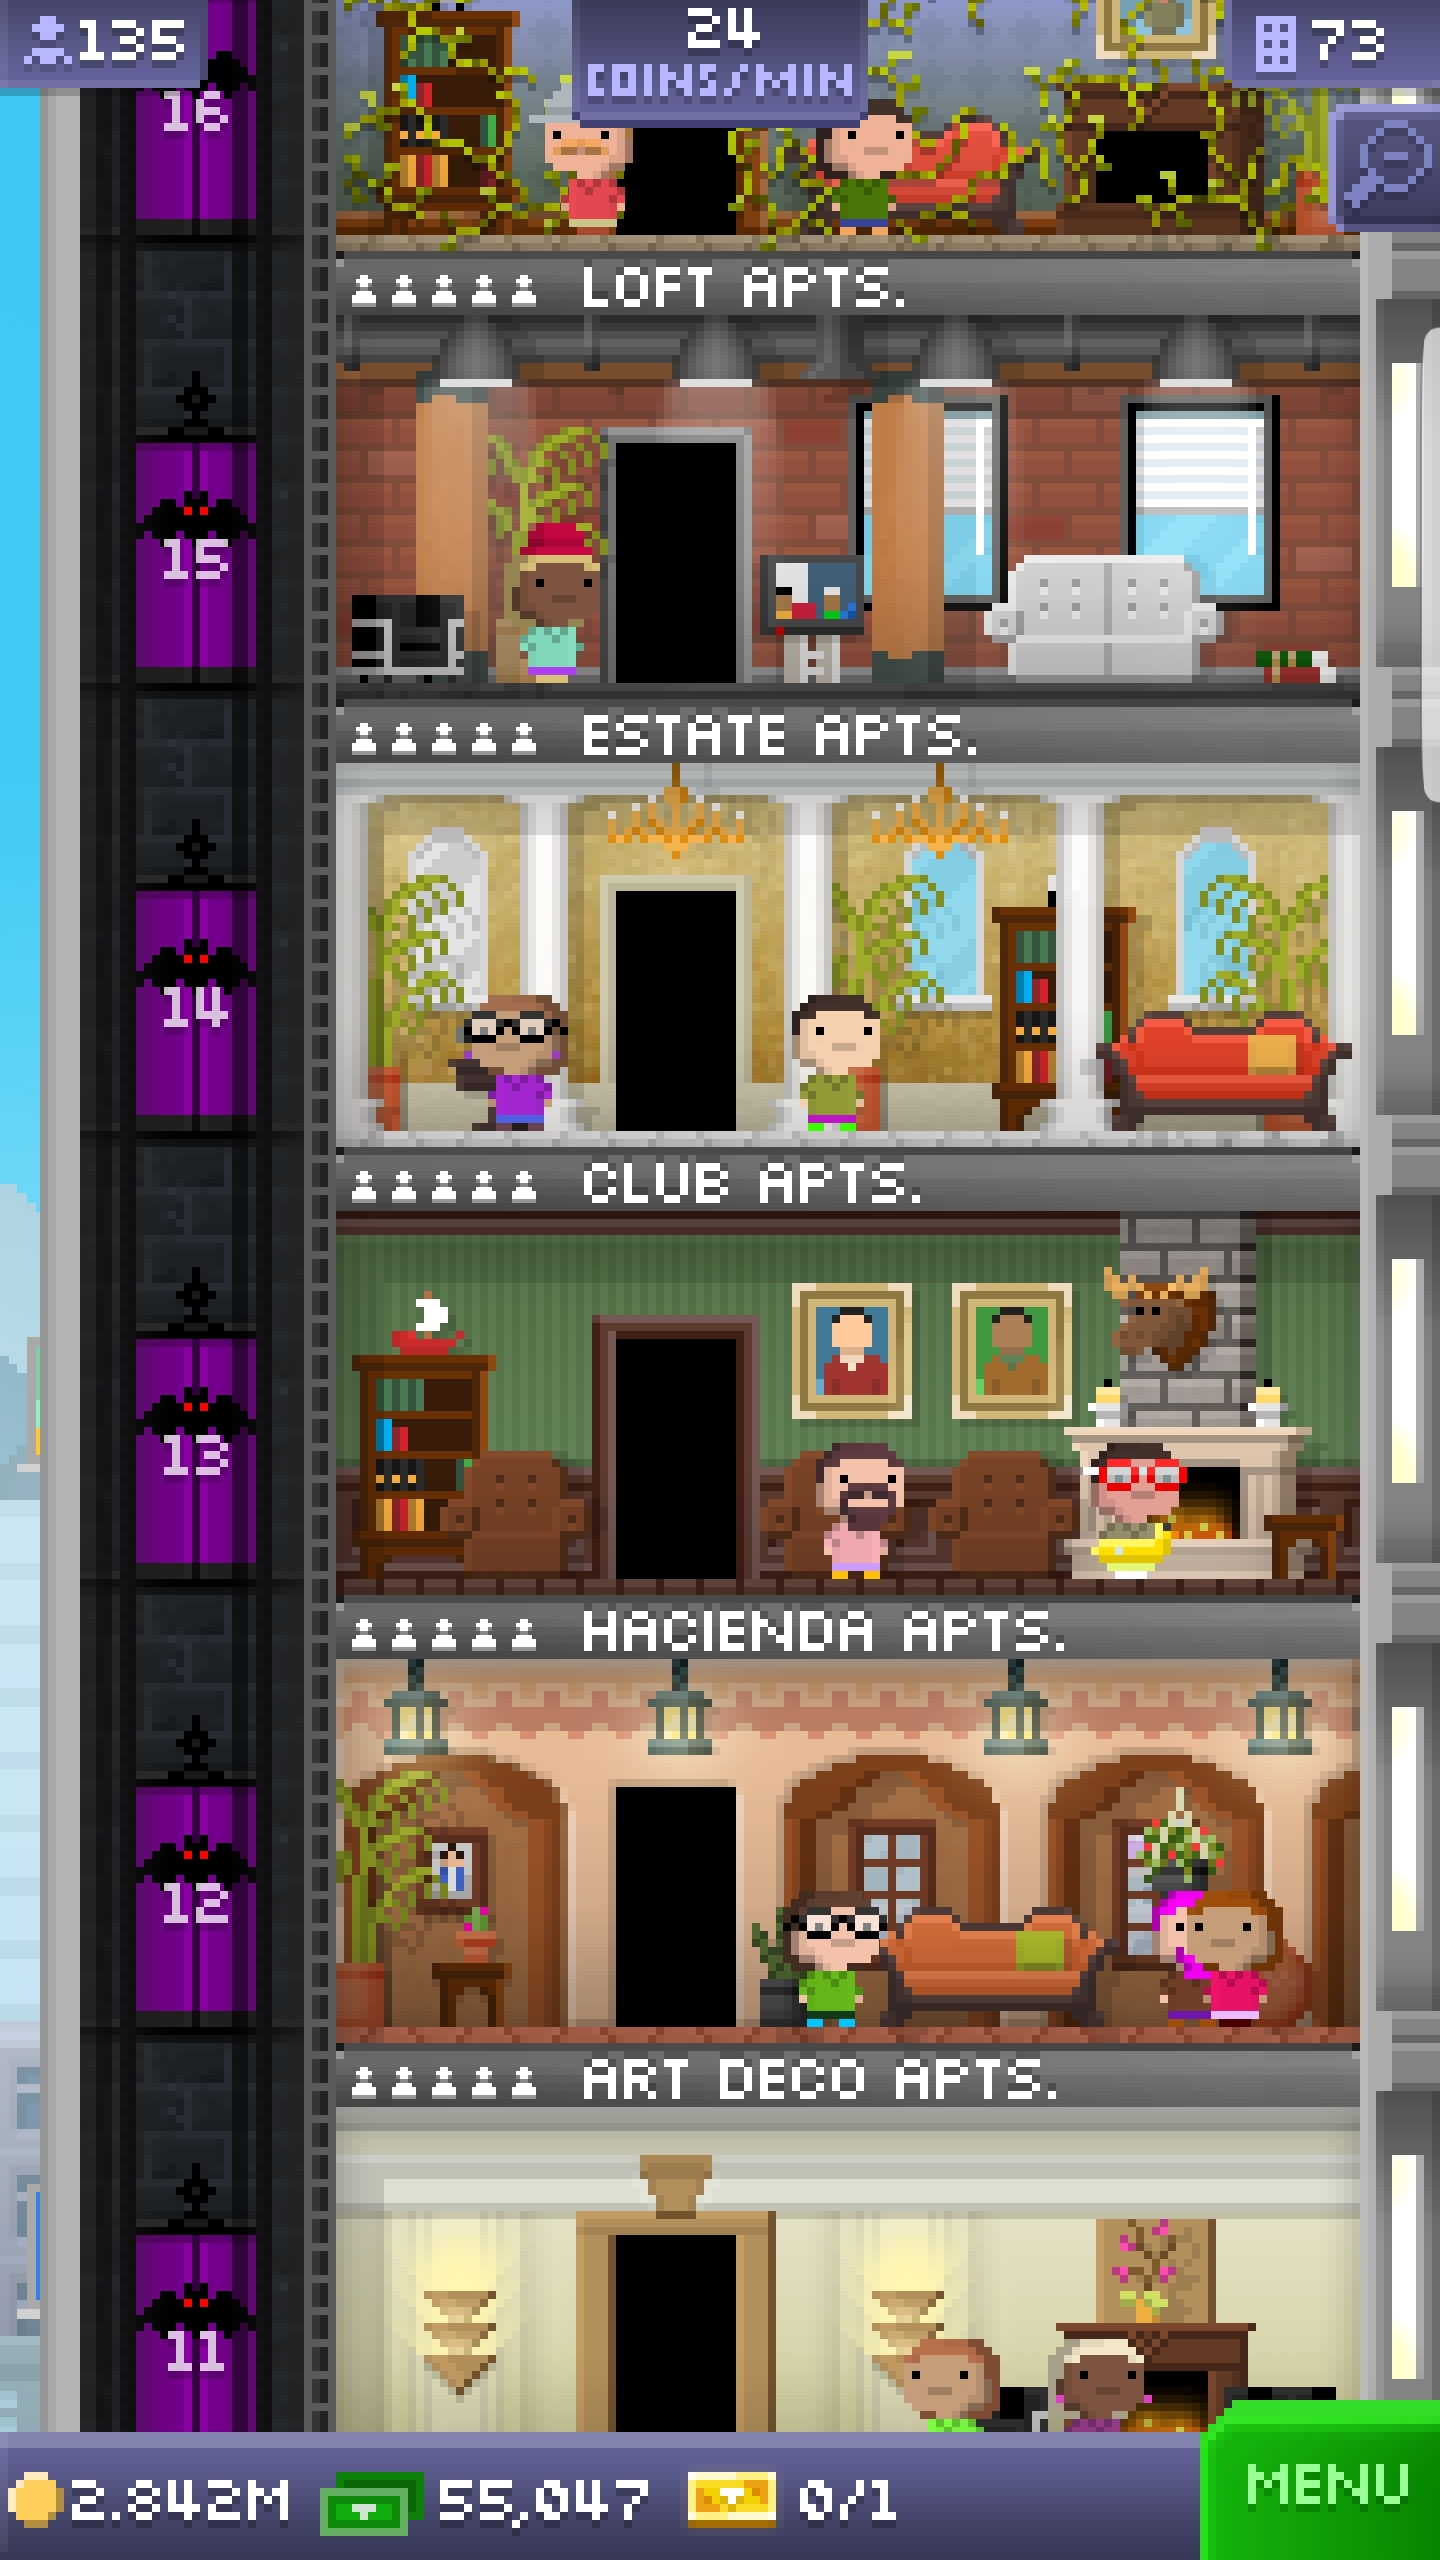 135
24
COINS/MIN
73
16
LOFT APTS.
15
ESTATE APTS.
14
CLUB APTS.
13
HACIENDA APTS.
12
ART DECO APTS.
11
2.842M
55,047
0/1
MENU